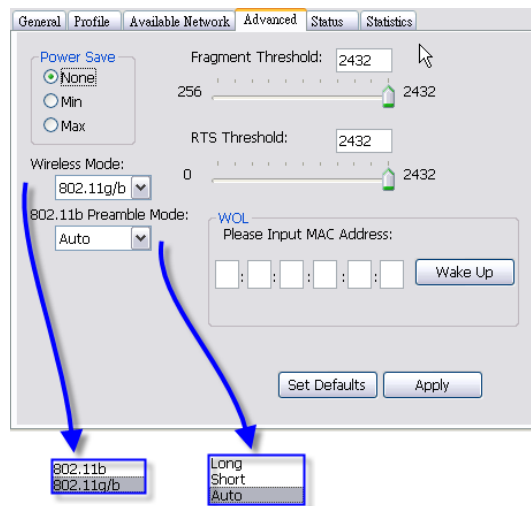 General Profile Available Network Advanced Status Statistics
Power Save
None
Min
Max
Fragment Threshold: 2432
256 2432
RTS Threshold: 2432
0 2432
Wireless Mode:
802.11g/b
802.11b Preamble Mode:
Auto
WOL
Please Input MAC Address:
: : : : : Wake Up
Set Defaults Apply
802.11b
802.11g/b
Long
Short
Auto